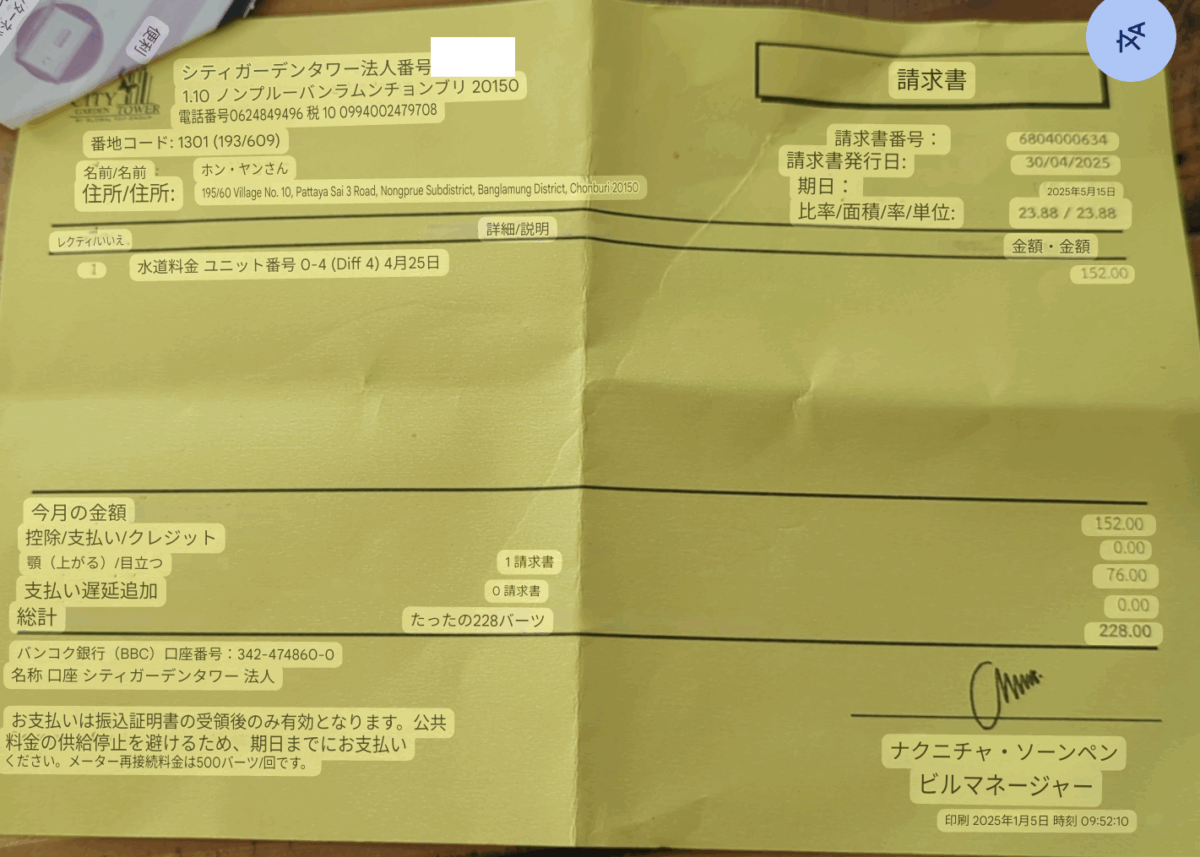 便利
CITY
GARDEN TOWER
シティガーデンタワー法人番号
1.10 ノンプルーバンラムンチョンブリ 20150
電話番号0624849496 税 10 0994002479708
請求書
番地コード: 1301 (193/609)
名前/名前 : ホン・ヤンさん
住所/住所: 195/60 Village No. 10, Pattaya Sai 3 Road, Nongprue Subdistrict, Banglamung District, Chonburi 20150
請求書番号: 6804000634
請求書発行日: 30/04/2025
期日: 2025年5月15日
比率/面積/率/単位: 23.88 / 23.88
レクティ/いいえ。 詳細/説明 金額・金額
1 水道料金 ユニット番号 0-4 (Diff 4) 4月25日 152.00
今月の金額 152.00
控除/支払い/クレジット 0.00
顎（上がる）/目立つ 1 請求書 76.00
支払い遅延追加 0 請求書 0.00
総計 たったの228バーツ 228.00
バンコク銀行（BBC）口座番号：342-474860-0
名称 口座 シティガーデンタワー 法人
お支払いは振込証明書の受領後のみ有効となります。公共
料金の供給停止を避けるため、期日までにお支払い
ください。メーター再接続料金は500バーツ/回です。
ナクニチャ・ソーンペン
ビルマネージャー
印刷 2025年1月5日 時刻 09:52:10